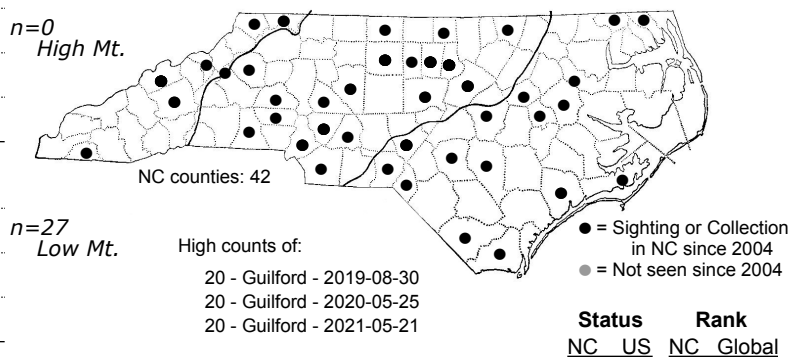 n=0
High Mt.
NC counties: 42
n=27
Low Mt.
High counts of:
20 - Guilford - 2019-08-30
20 - Guilford - 2020-05-25
20 - Guilford - 2021-05-21
● = Sighting or Collection
in NC since 2004
● = Not seen since 2004
Status Rank
NC US NC Global